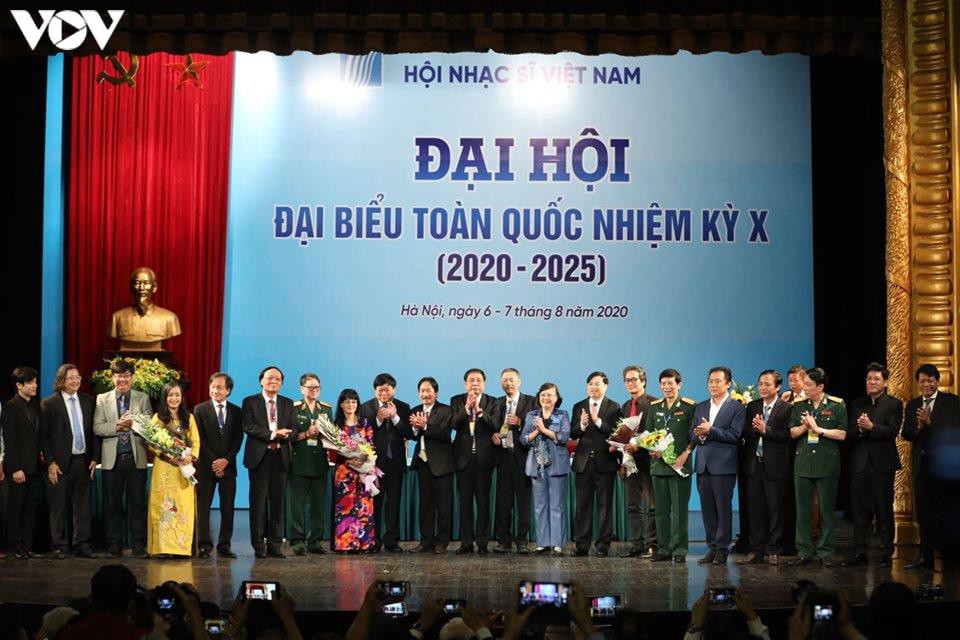 VOV
HỘI NHẠC SĨ VIỆT NAM
ĐẠI HỘI
ĐẠI BIỂU TOÀN QUỐC NHIỆM KỲ X
(2020 - 2025)
Hà Nội, ngày 6 - 7 tháng 8 năm 2020